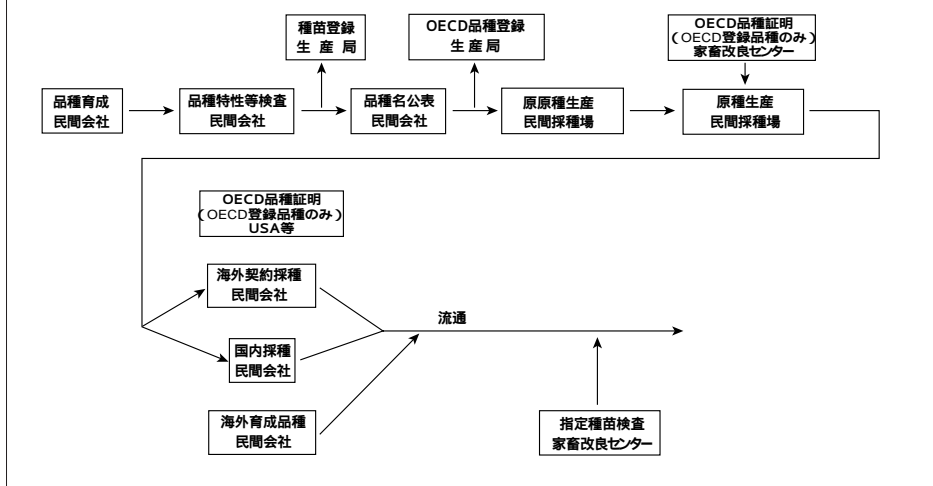 種苗登録
生産局
OECD品種登録
生産局
OECD品種証明
(OECD登録品種のみ)
家畜改良センター
品種育成
民間会社
品種特性等検査
民間会社
品種名公表
民間会社
原原種生産
民間採種場
原種生産
民間採種場
OECD品種証明
(OECD登録品種のみ)
USA等
海外契約採種
民間会社
流通
国内採種
民間会社
海外育成品種
民間会社
指定種苗検査
家畜改良センター